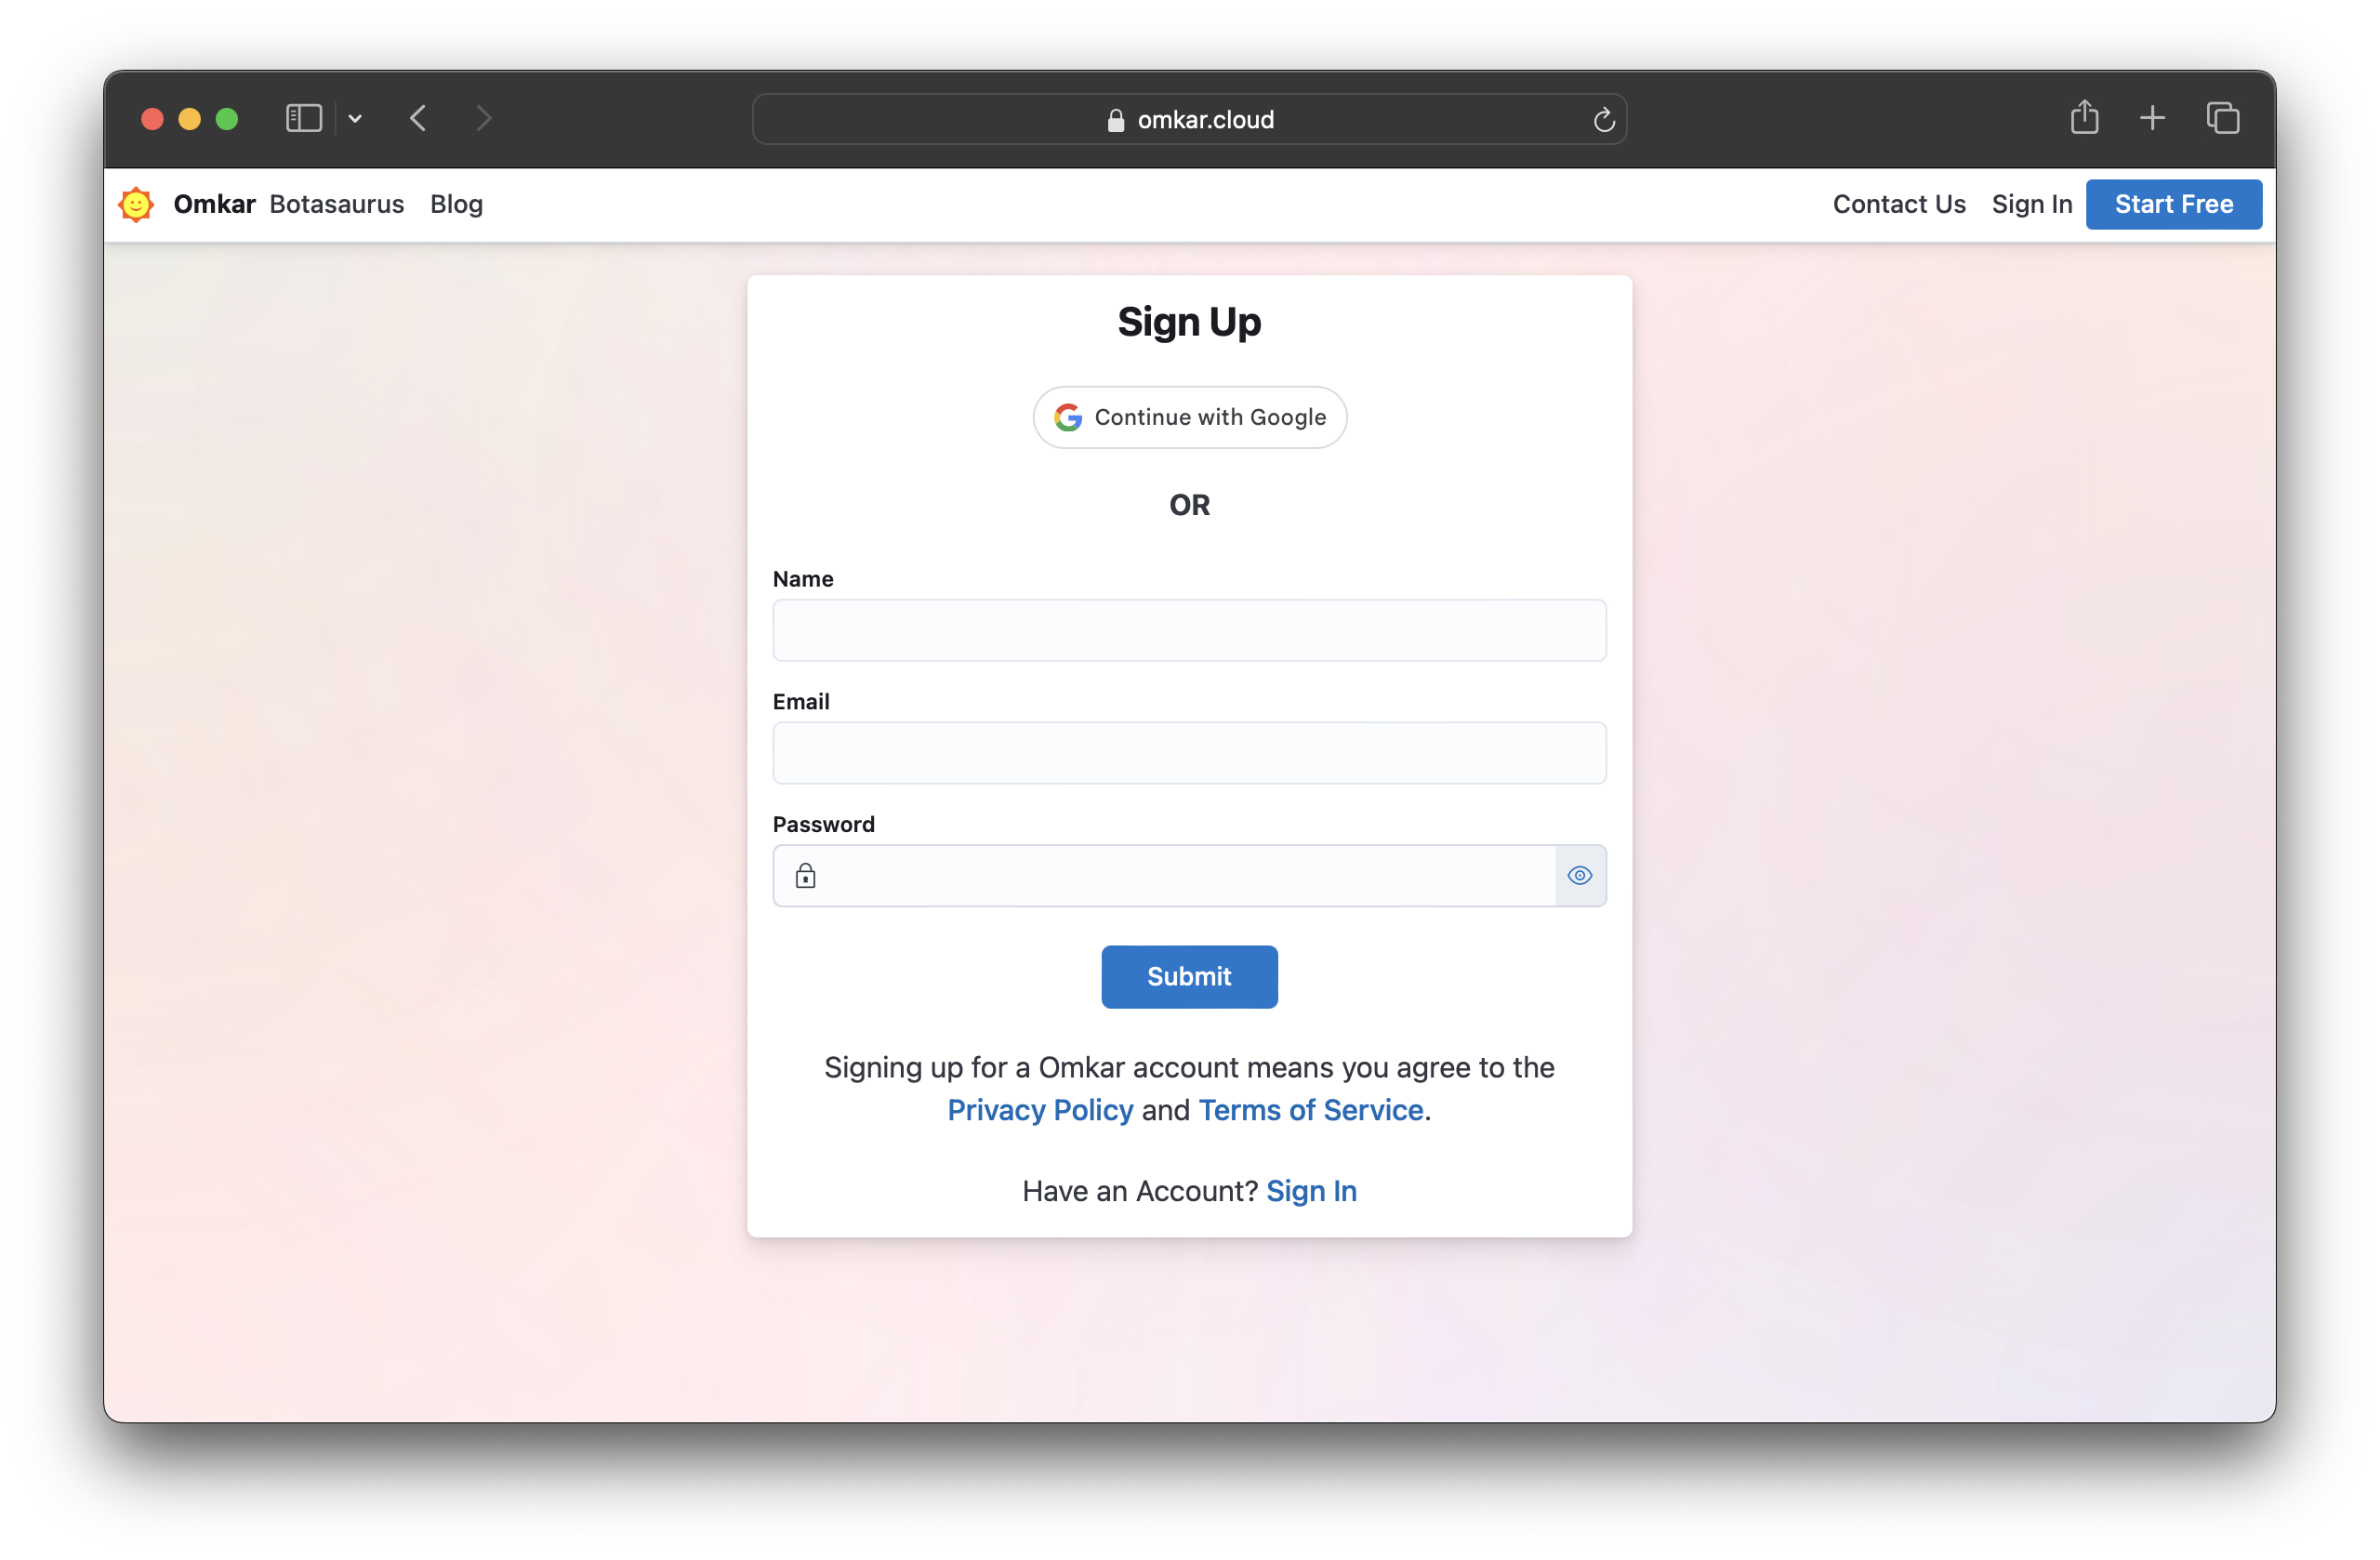 omkar.cloud
Omkar Botasaurus Blog Contact Us Sign In Start Free
Sign Up
Continue with Google
OR
Name
Email
Password
Submit
Signing up for a Omkar account means you agree to the
Privacy Policy and Terms of Service.
Have an Account? Sign In